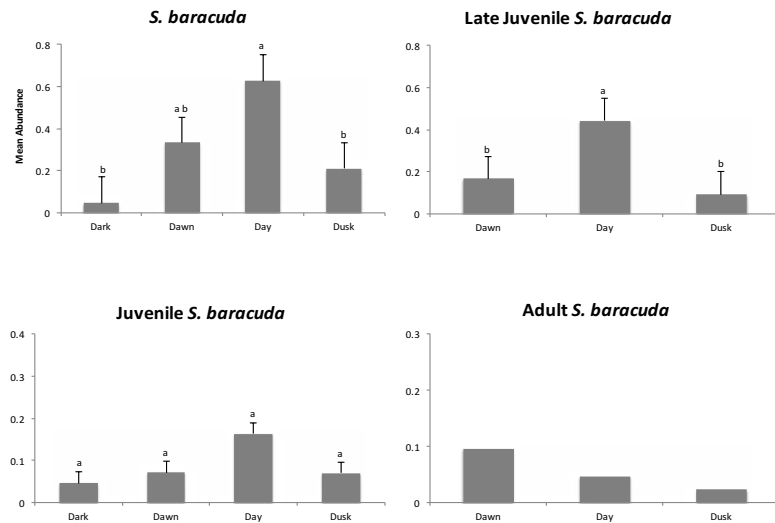 S. baracuda
0.8
0.6
0.4
0.2
0
Mean Abundance
b
a b
a
b
Dark Dawn Day Dusk
Late Juvenile S. baracuda
0.8
0.6
0.4
0.2
0
b
a
b
Dawn Day Dusk
Juvenile S. baracuda
0.4
0.3
0.2
0.1
0
a
a
a
a
Dark Dawn Day Dusk
Adult S. baracuda
0.3
0.2
0.1
0
Dawn Day Dusk